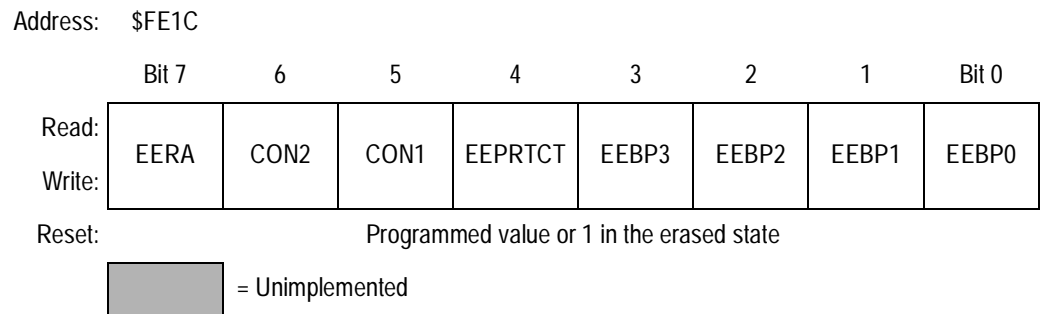 Address: $FE1C
Bit 7 6 5 4 3 2 1 Bit 0
Read:
EERA CON2 CON1 EEPRTCT EEBP3 EEBP2 EEBP1 EEBP0
Write:
Reset: Programmed value or 1 in the erased state
= Unimplemented